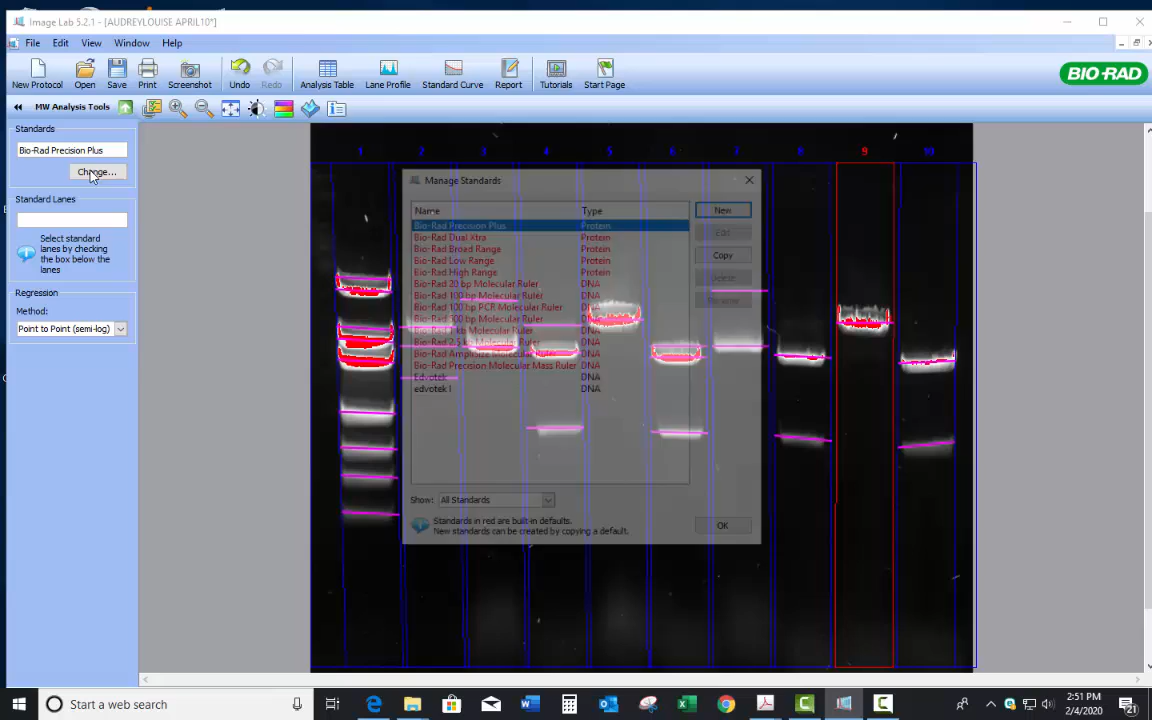 Image Lab 5.2.1 - [AUDREYLOUISE APRIL10*]
File Edit View Window Help
New Protocol Open Save Print Screenshot Undo Redo Analysis Table Lane Profile Standard Curve Report Tutorials Start Page
BIO-RAD
MW Analysis Tools
Standards
Bio-Rad Precision Plus
Change...
Standard Lanes
Select standard
lanes by checking
the box below the
lanes
Regression
Method:
Point to Point (semi-log)
1 2 3 4 5 6 7 8 9 10
Manage Standards
Name Type
Bio-Rad Precision Plus Protein
Bio-Rad Dual Xtra Protein
Bio-Rad Broad Range Protein
Bio-Rad Low Range Protein
Bio-Rad High Range Protein
Bio-Rad 20 bp Molecular Ruler DNA
Bio-Rad 100 bp Molecular Ruler DNA
Bio-Rad 100 bp PCR Molecular Ruler DNA
Bio-Rad 500 bp Molecular Ruler DNA
Bio-Rad 1 kb Molecular Ruler DNA
Bio-Rad 2.5 kb Molecular Ruler DNA
Bio-Rad AmpliSize Molecular Ruler DNA
Bio-Rad Precision Molecular Mass Ruler DNA
Edvotek DNA
edvotek I DNA
New
Edit
Copy
Delete
Rename
Show: All Standards
Standards in red are built-in defaults.
New standards can be created by copying a default.
OK
Start a web search
2:51 PM
2/4/2020
21